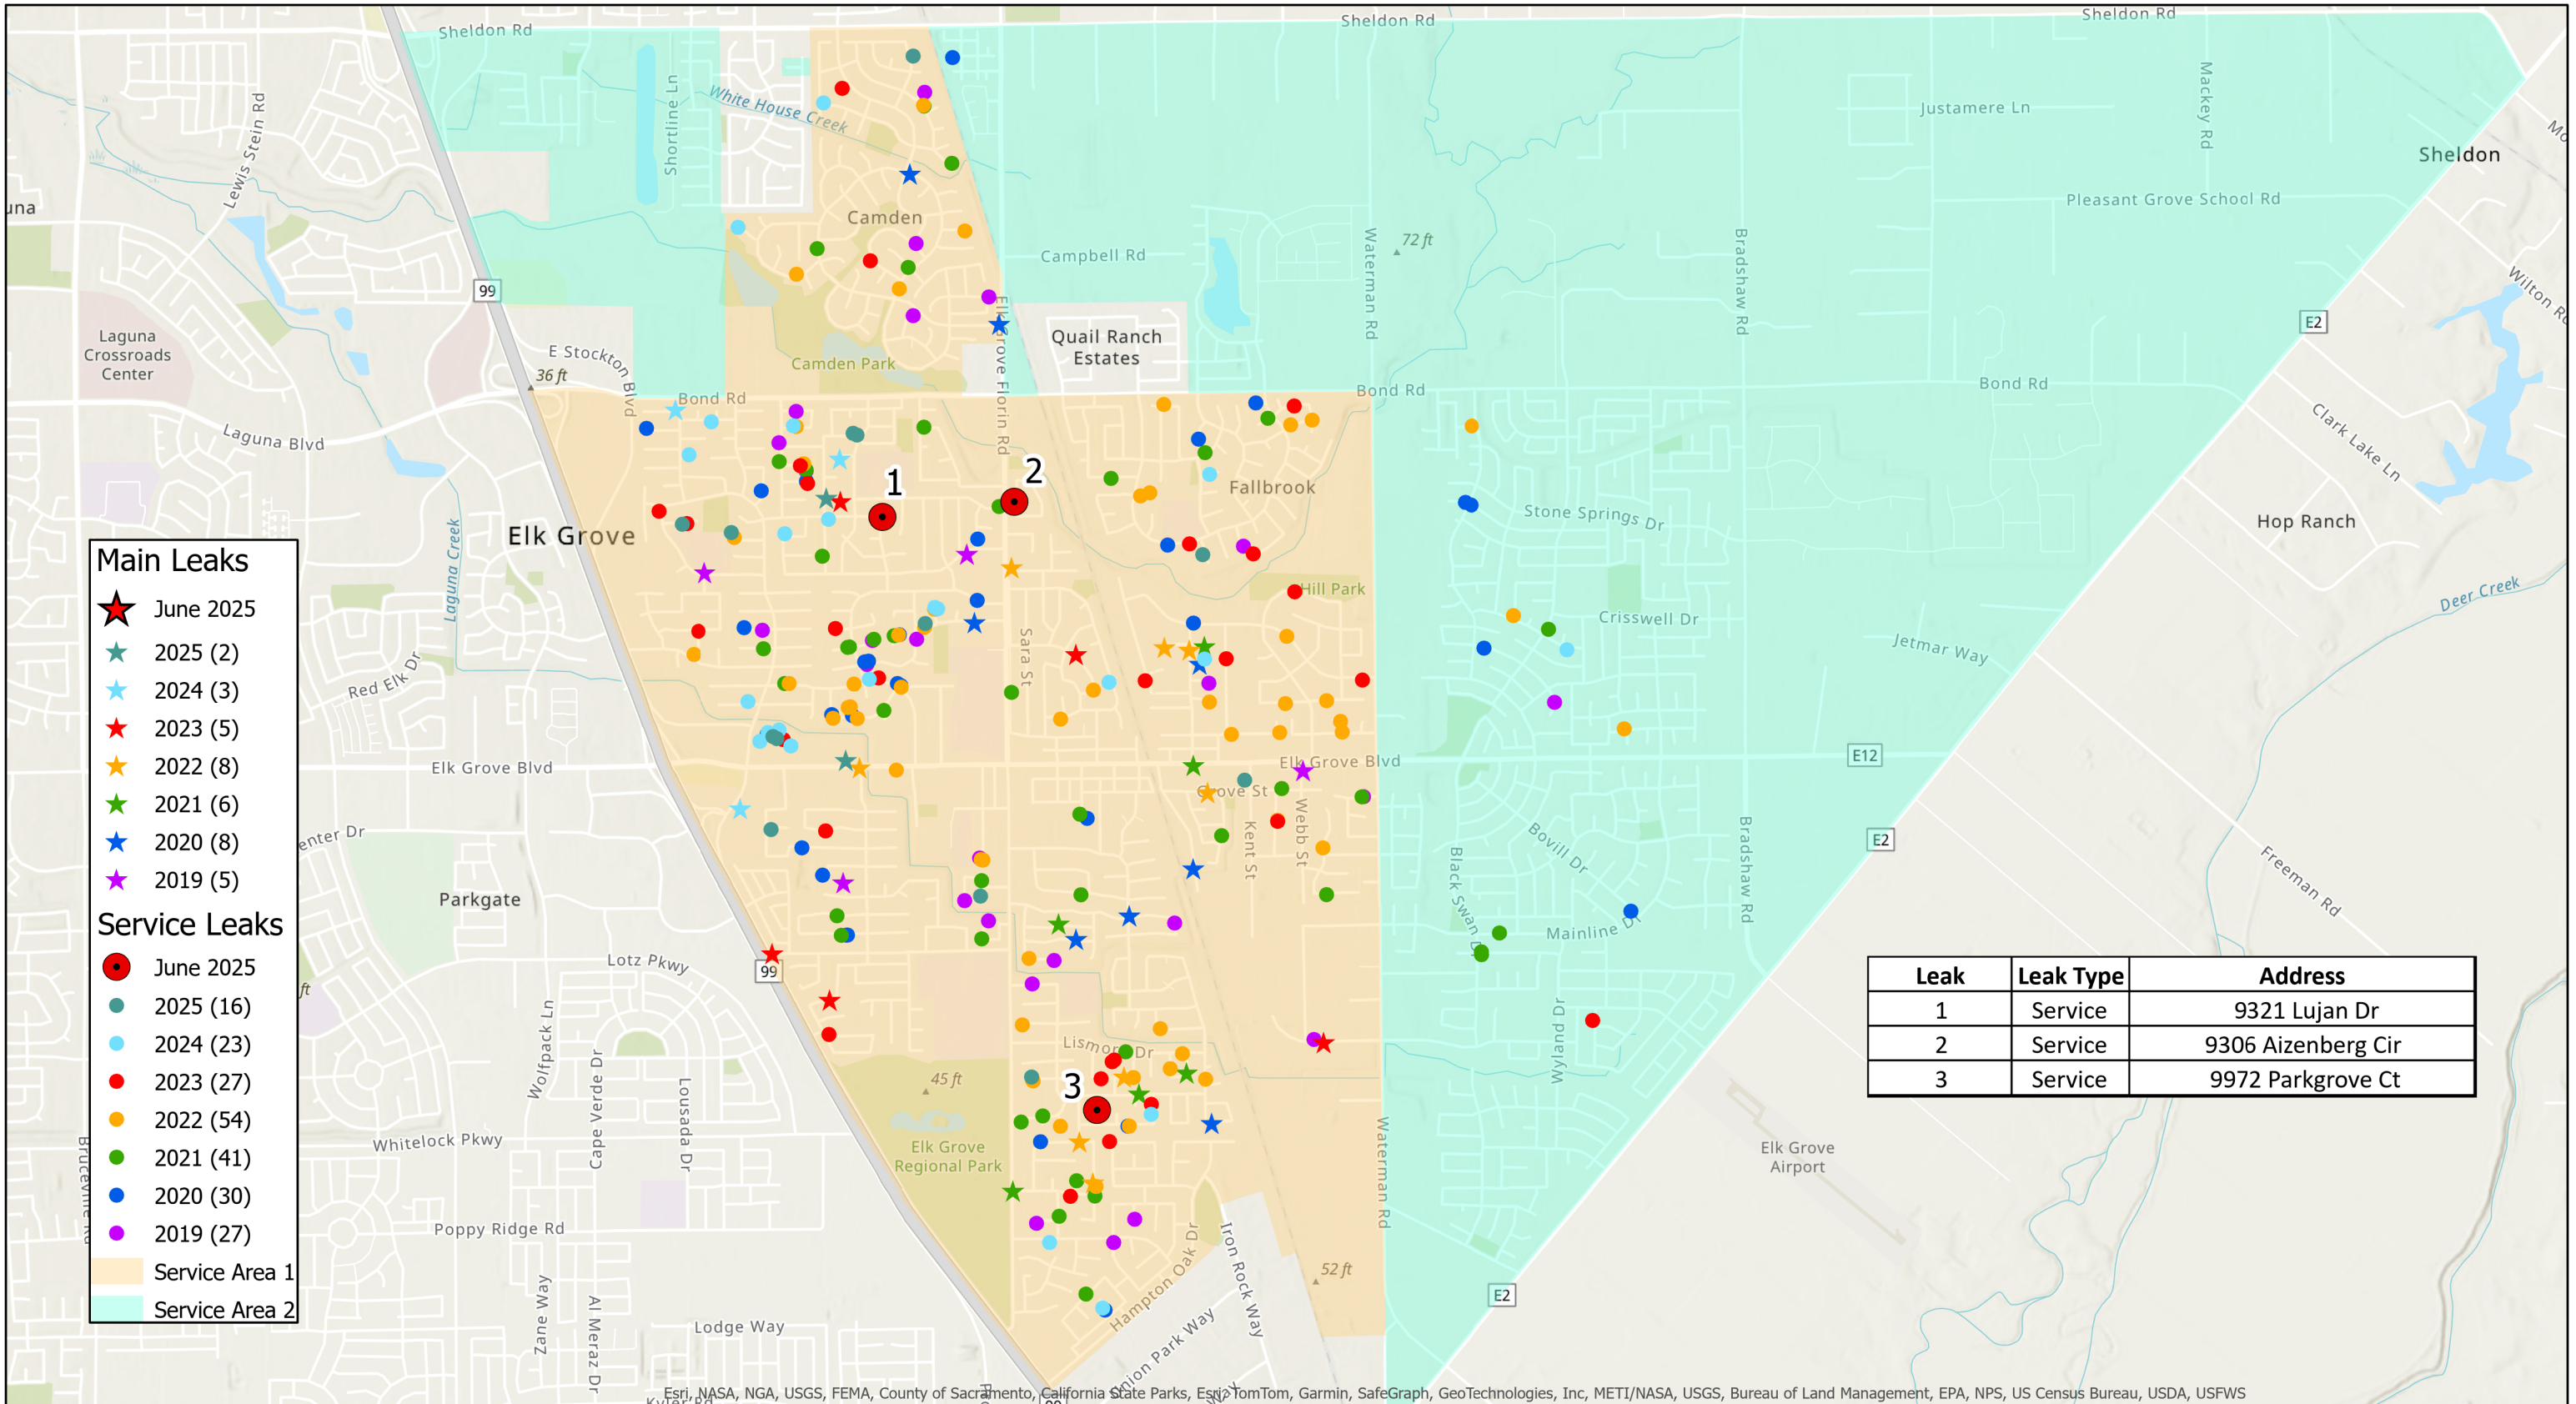 Sheldon Rd
Sheldon Rd
Sheldon Rd
Lewis Stein Rd
Shortline Ln
White House Creek
Mackey Rd
Justamere Ln
Sheldon
Pleasant Grove School Rd
Camden
Campbell Rd
Waterman Rd
72 ft
Bradshaw Rd
99
Elk Grove Florin Rd
Wilton Rd
E2
Laguna
Crossroads
Center
E Stockton Blvd
36 ft
Camden Park
Quail Ranch
Estates
Bond Rd
Bond Rd
Bond Rd
Laguna Blvd
Clark Lake Ln
1
2
Fallbrook
Stone Springs Dr
Hop Ranch
Elk Grove
Laguna Creek
Hill Park
Crisswell Dr
Deer Creek
Jetmar Way
Sara St
Red Elk Dr
Elk Grove Blvd
Elk Grove Blvd
E12
Grove St
Kent St
Webb St
Bovill Dr
E2
Black Swan Dr
Bradshaw Rd
Freeman Rd
Parkgate
Mainline Dr
Lotz Pkwy
99
Wolfpack Ln
Cape Verde Dr
Lousada Dr
Lismore Dr
Wyland Dr
45 ft
3
Elk Grove
Regional Park
Whitelock Pkwy
Bruceville Rd
Waterman Rd
Elk Grove
Airport
Poppy Ridge Rd
Hampton Oak Dr
Iron Rock Way
52 ft
E2
Zane Way
Al Meraz Dr
Lodge Way
Union Park Way
Main Leaks
June 2025
2025 (2)
2024 (3)
2023 (5)
2022 (8)
2021 (6)
2020 (8)
2019 (5)
Service Leaks
June 2025
2025 (16)
2024 (23)
2023 (27)
2022 (54)
2021 (41)
2020 (30)
2019 (27)
Service Area 1
Service Area 2
Leak Leak Type Address
1 Service 9321 Lujan Dr
2 Service 9306 Aizenberg Cir
3 Service 9972 Parkgrove Ct
Esri, NASA, NGA, USGS, FEMA, County of Sacramento, California State Parks, Esri, TomTom, Garmin, SafeGraph, GeoTechnologies, Inc, METI/NASA, USGS, Bureau of Land Management, EPA, NPS, US Census Bureau, USDA, USFWS